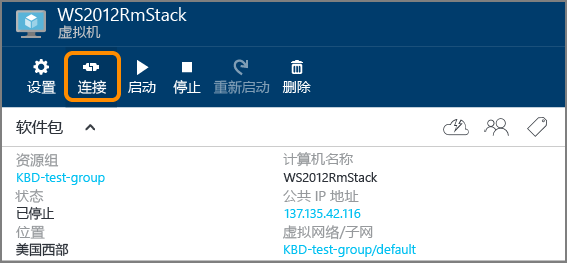 WS2012RmStack
虚拟机
设置 连接 启动 停止 重新启动 删除
软件包
资源组 计算机名称
KBD-test-group WS2012RmStack
状态 公共 IP 地址
已停止 137.135.42.116
位置 虚拟网络/子网
美国西部 KBD-test-group/default